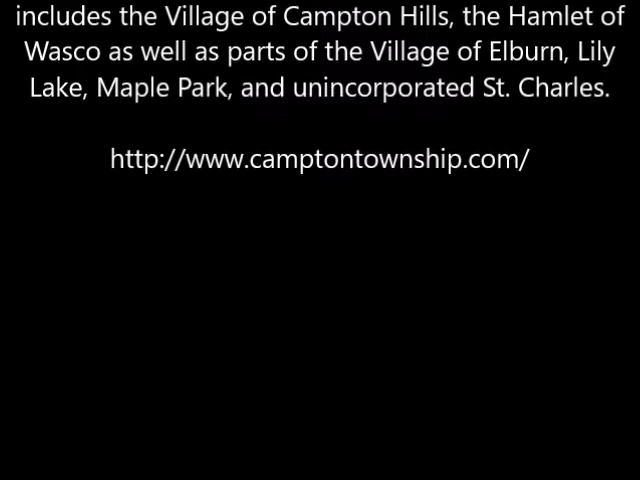 includes the Village of Campton Hills, the Hamlet of
Wasco as well as parts of the Village of Elburn, Lily
Lake, Maple Park, and unincorporated St. Charles.
http://www.camptontownship.com/